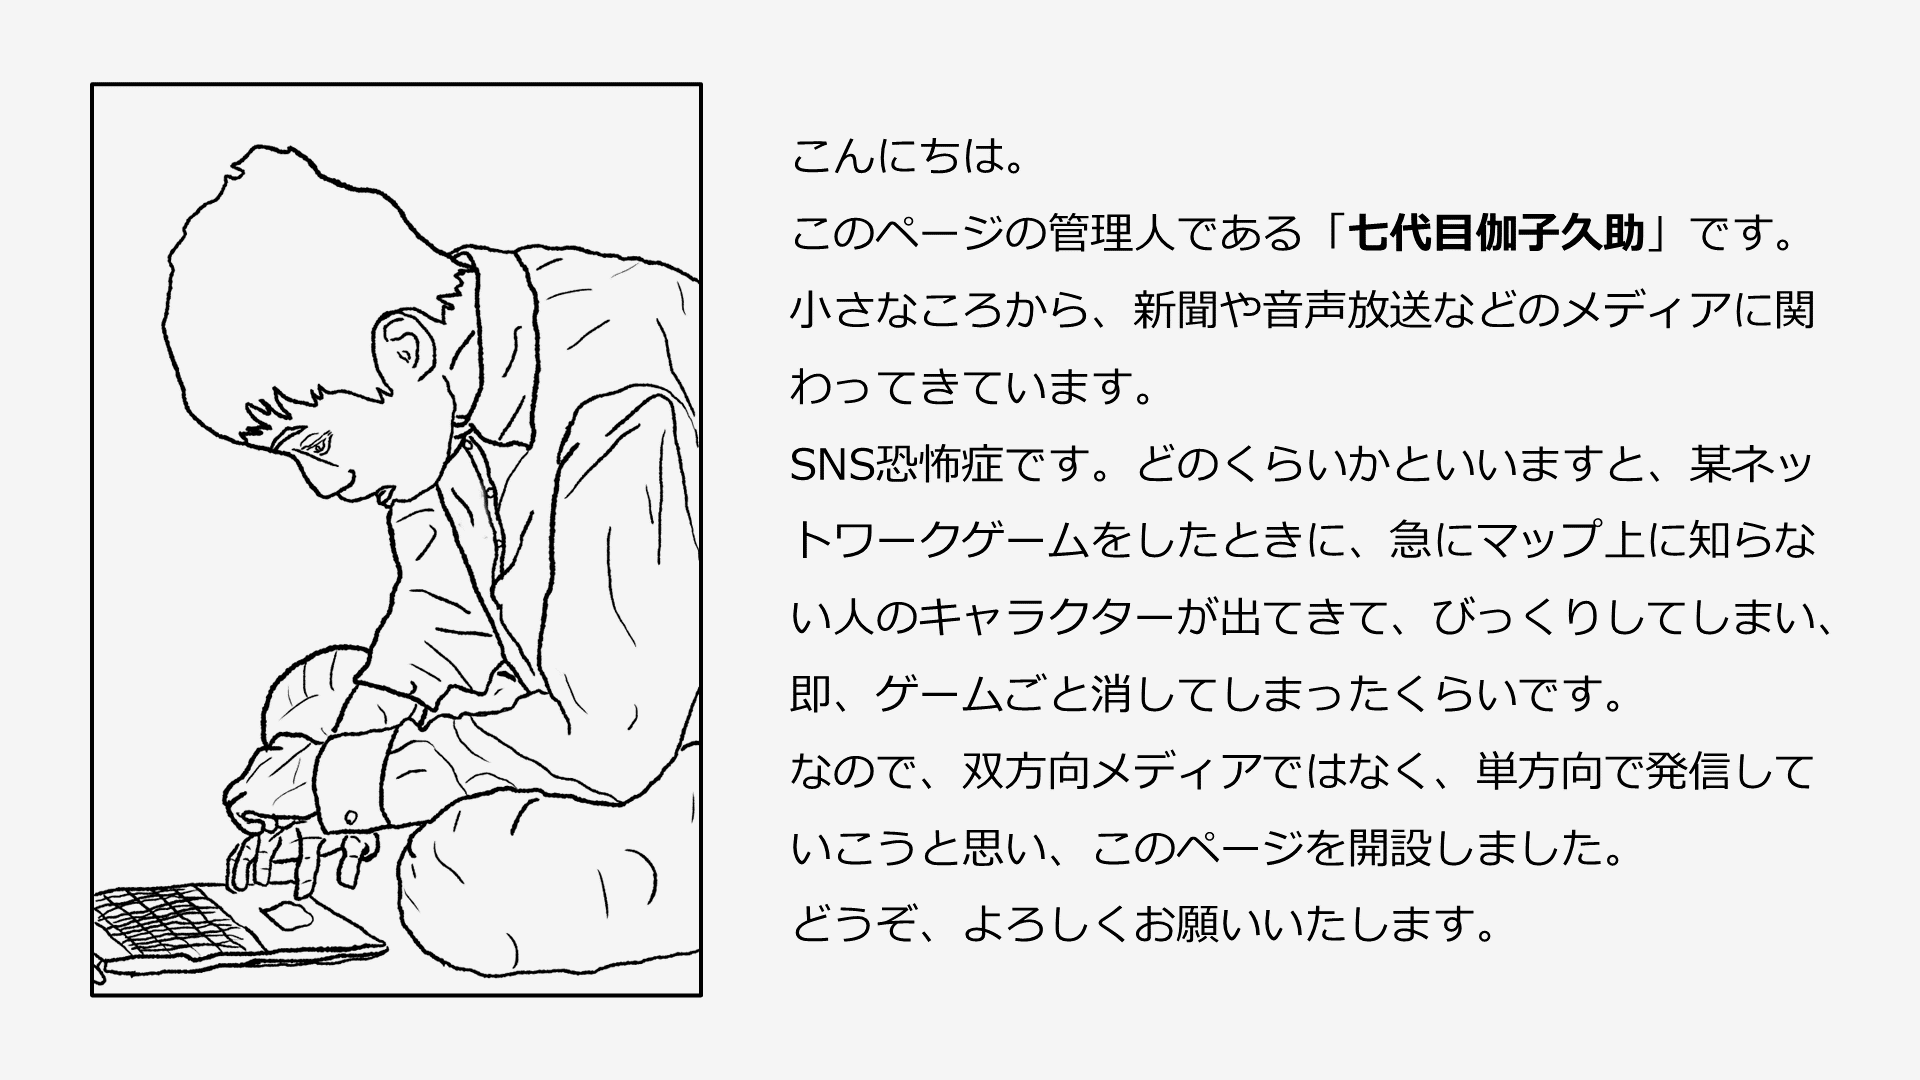 こんにちは。
このページの管理人である「七代目伽子久助」です。
小さなころから、新聞や音声放送などのメディアに関
わってきています。
SNS恐怖症です。どのくらいかといいますと、某ネッ
トワークゲームをしたときに、急にマップ上に知らな
い人のキャラクターが出てきて、びっくりしてしまい、
即、ゲームごと消してしまったくらいです。
なので、双方向メディアではなく、単方向で発信して
いこうと思い、このページを開設しました。
どうぞ、よろしくお願いいたします。